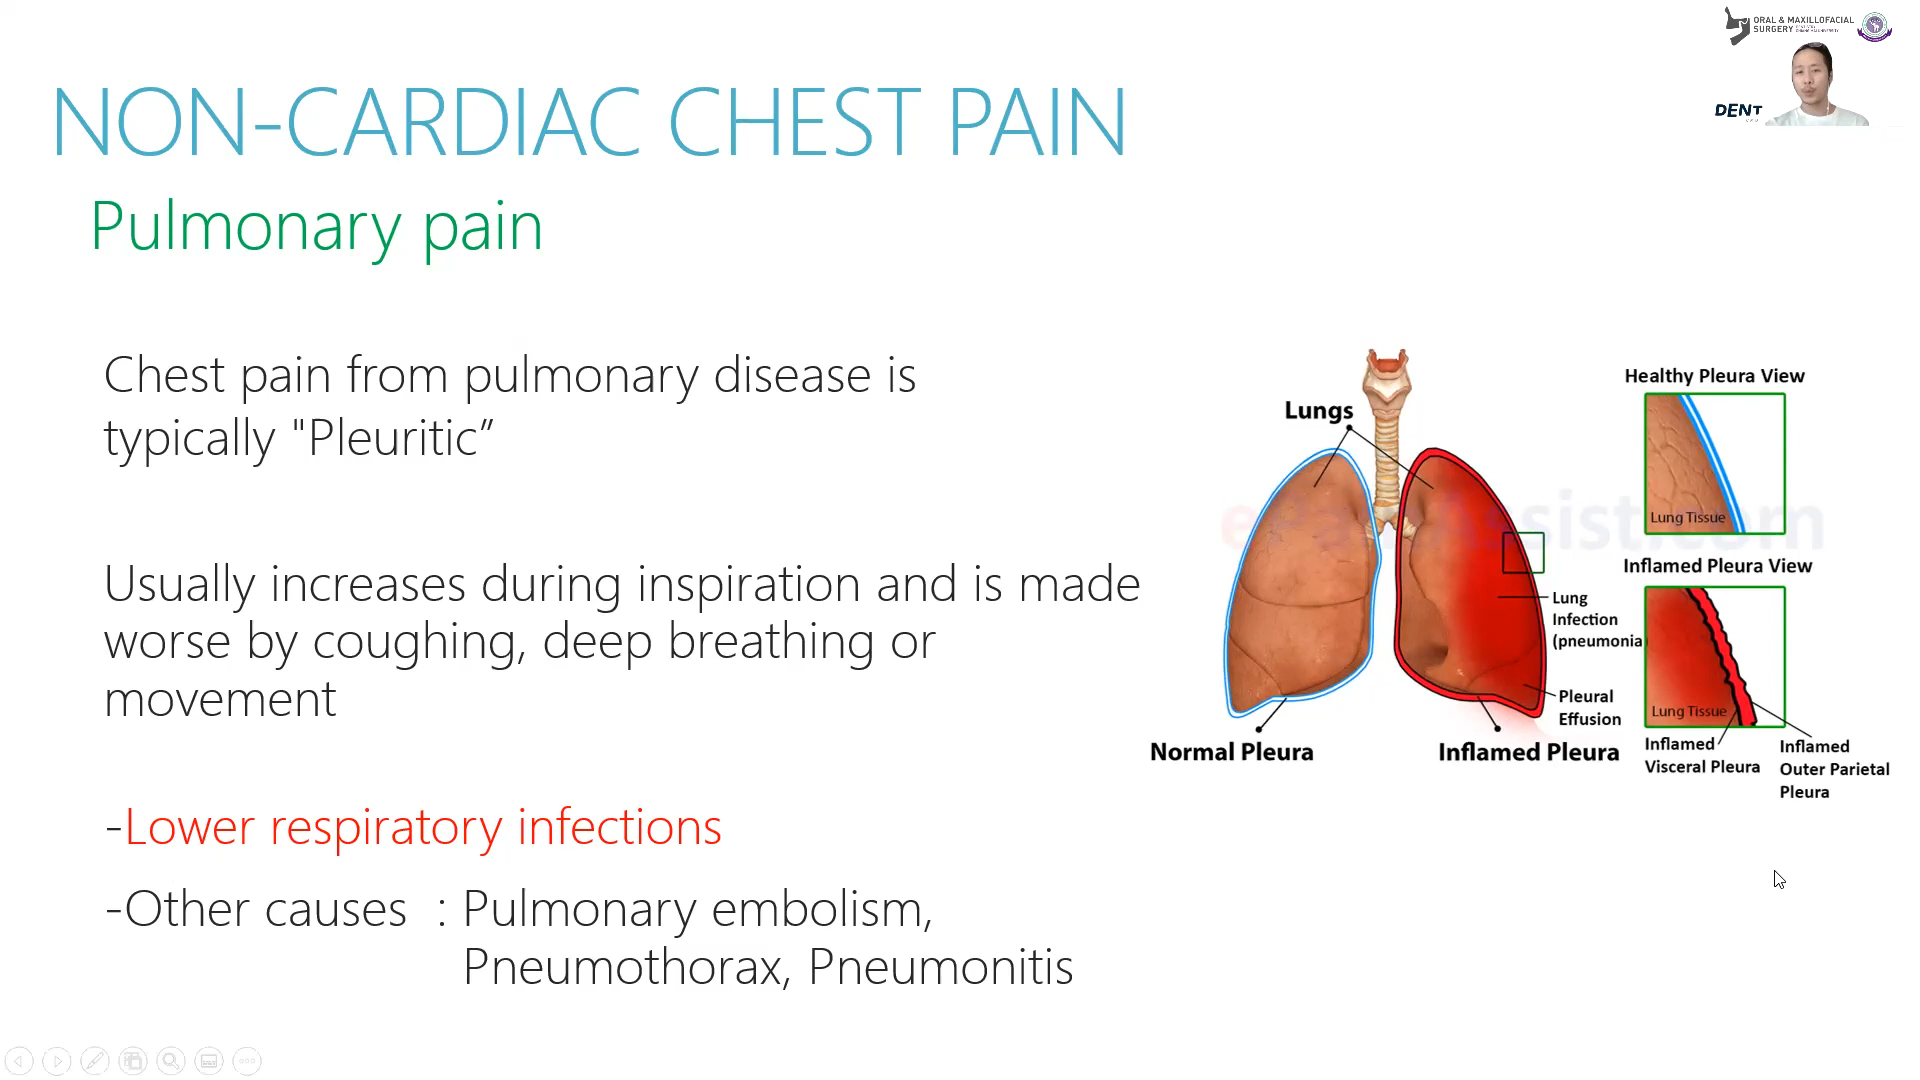 ORAL & MAXILLOFACIAL
SURGERY
DENT
NON-CARDIAC CHEST PAIN
Pulmonary pain
Chest pain from pulmonary disease is
typically "Pleuritic”
Usually increases during inspiration and is made
worse by coughing, deep breathing or
movement
-Lower respiratory infections
-Other causes : Pulmonary embolism,
Pneumothorax, Pneumonitis
Lungs
Healthy Pleura View
Lung Tissue
Inflamed Pleura View
Lung
Infection
(pneumonia
Pleural
Effusion
Lung Tissue
Normal Pleura
Inflamed Pleura
Inflamed
Visceral Pleura
Inflamed
Outer Parietal
Pleura